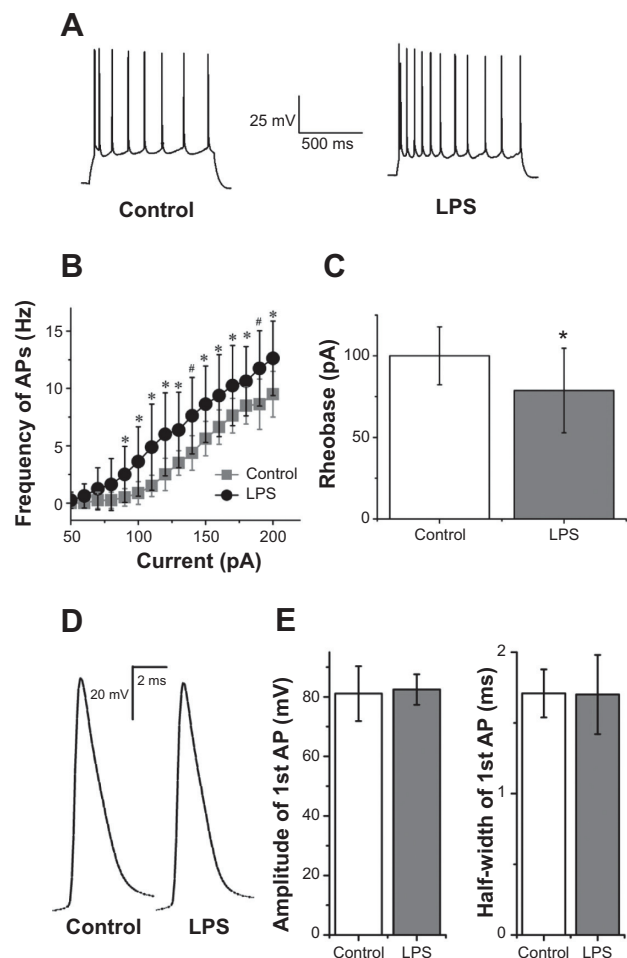 A
25 mV
500 ms
Control
LPS
B
Frequency of APs (Hz)
15
10
5
0
* * * * * # * * * * # *
Control
LPS
50
100
150
200
Current (pA)
C
Rheobase (pA)
100
50
0
*
Control
LPS
D
20 mV
2 ms
Control
LPS
E
Amplitude of 1st AP (mV)
80
60
40
20
0
Control
LPS
Half-width of 1st AP (ms)
2
1
0
Control
LPS